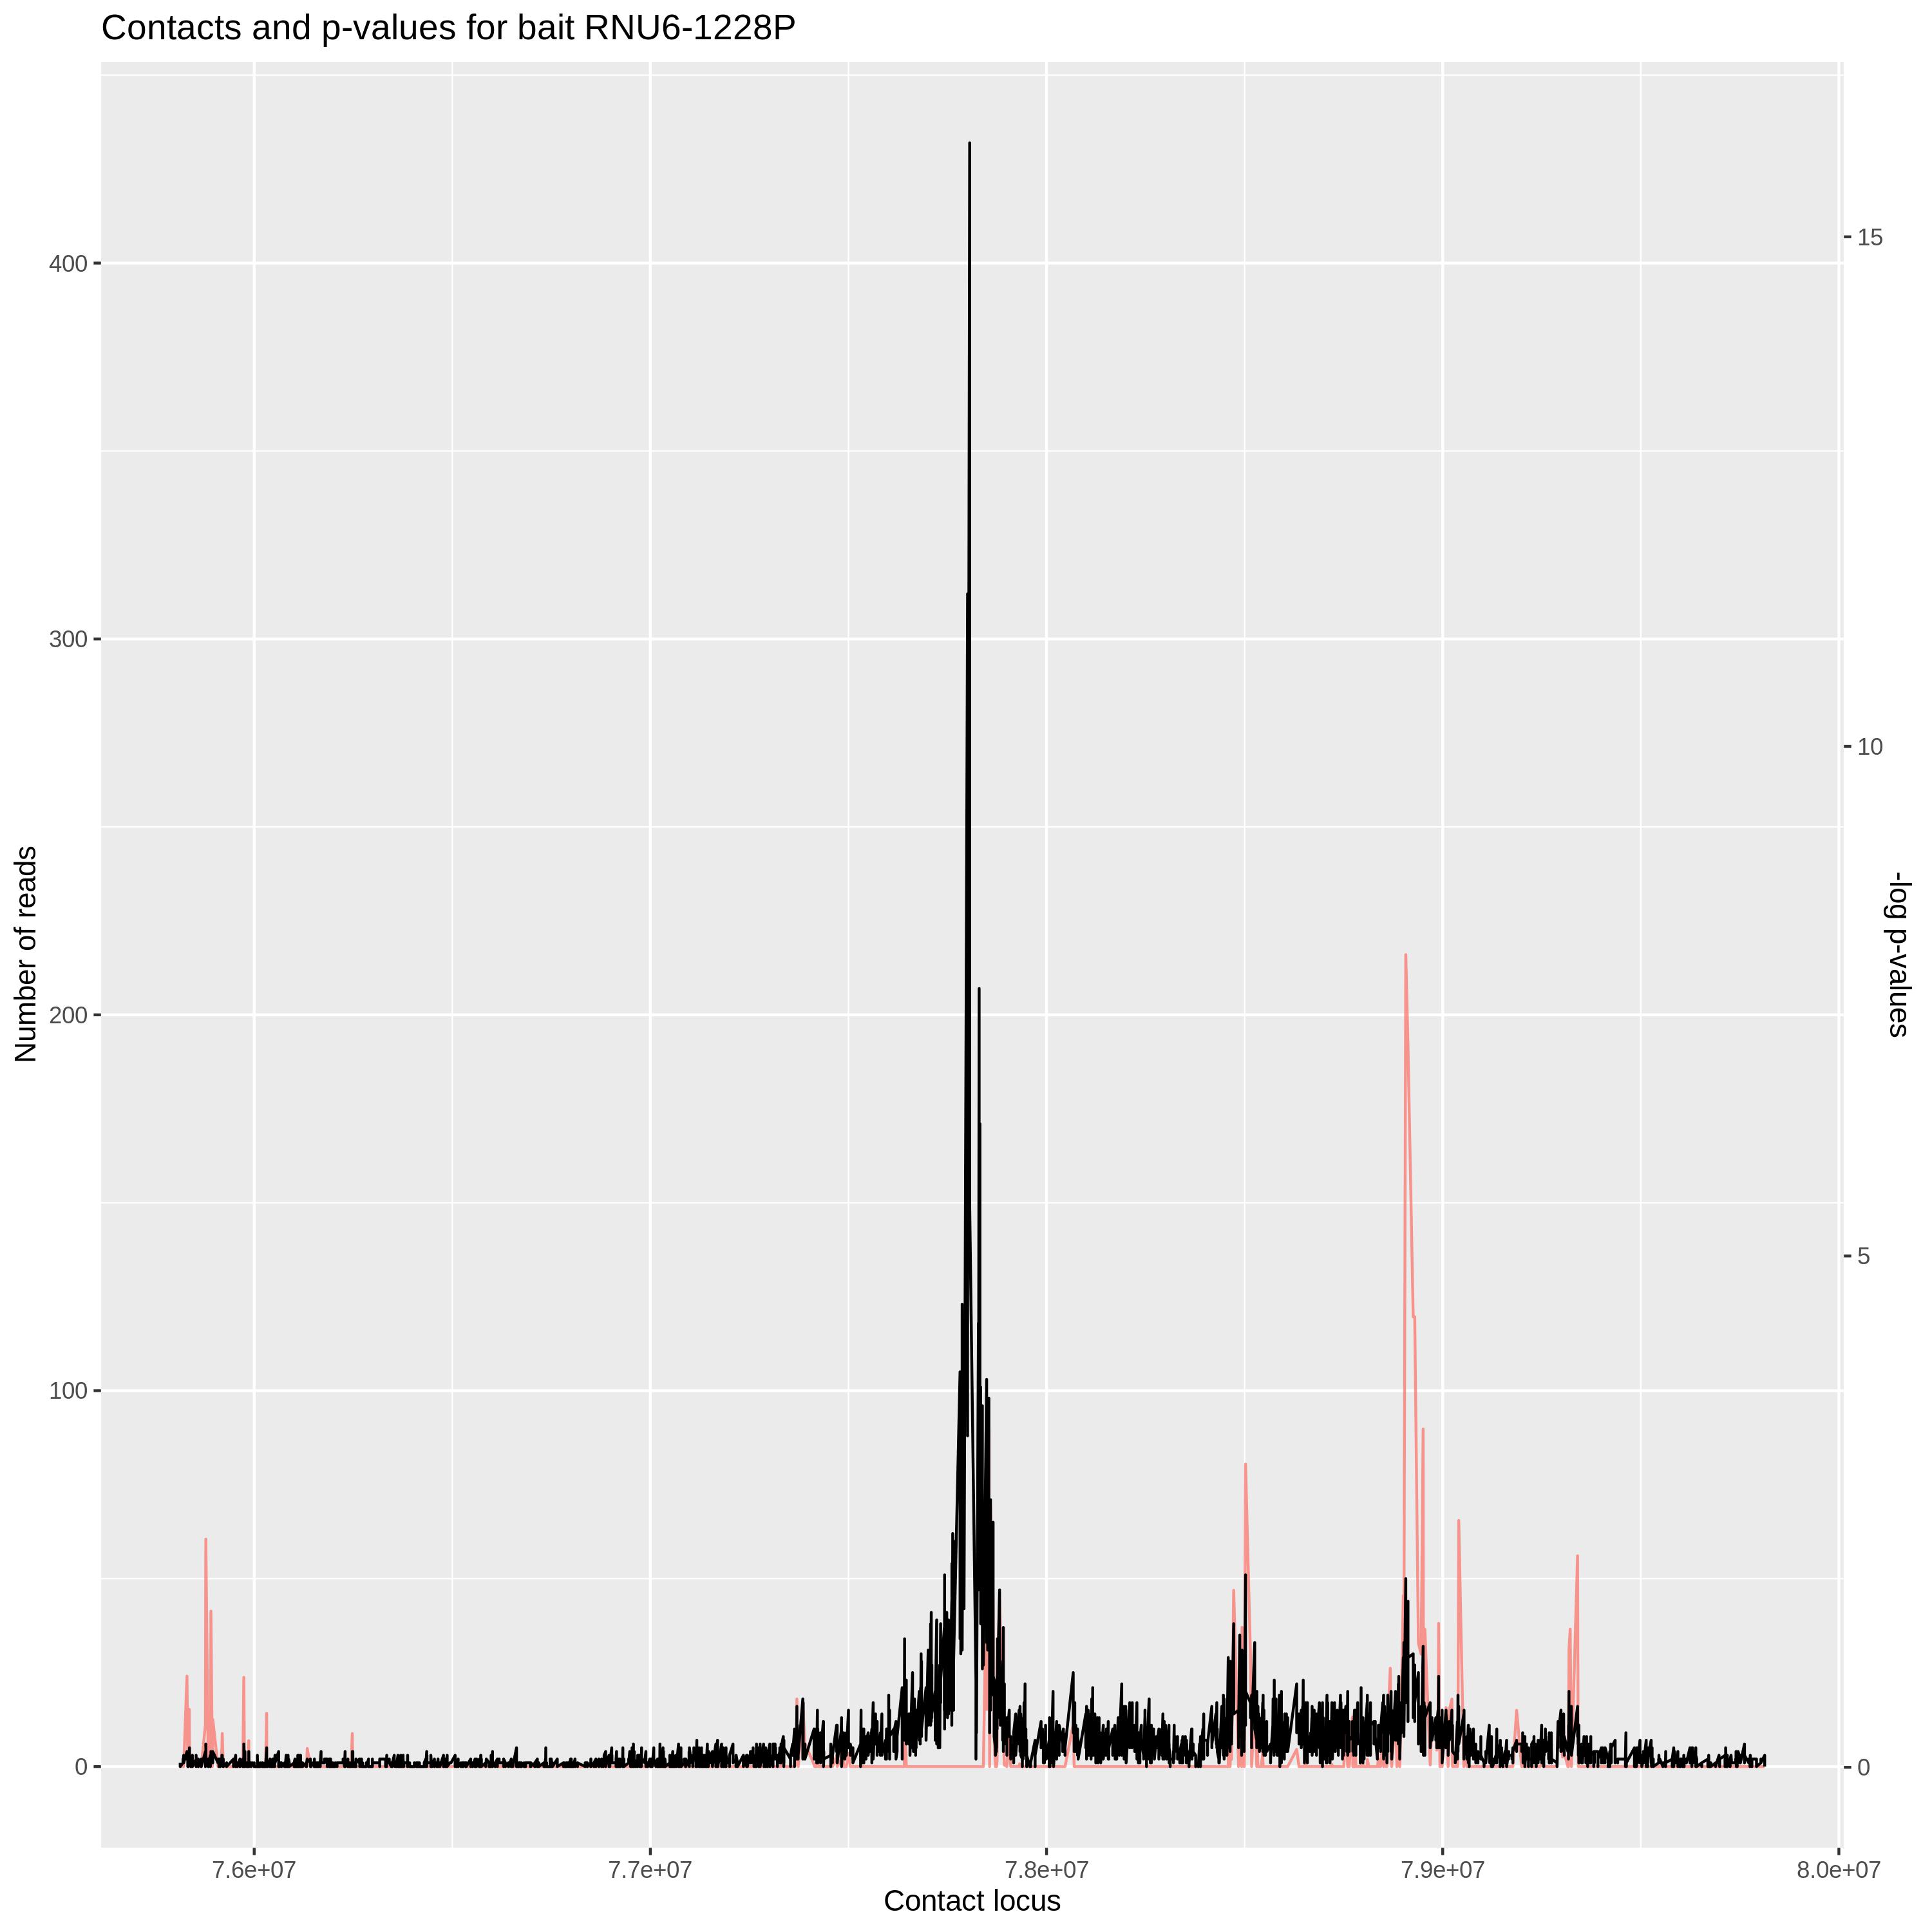 Contacts and p-values for bait RNU6-1228P
400
300
200
100
0
Number of reads
15
10
5
0
-log p-values
7.6e+07 7.7e+07 7.8e+07 7.9e+07 8.0e+07
Contact locus